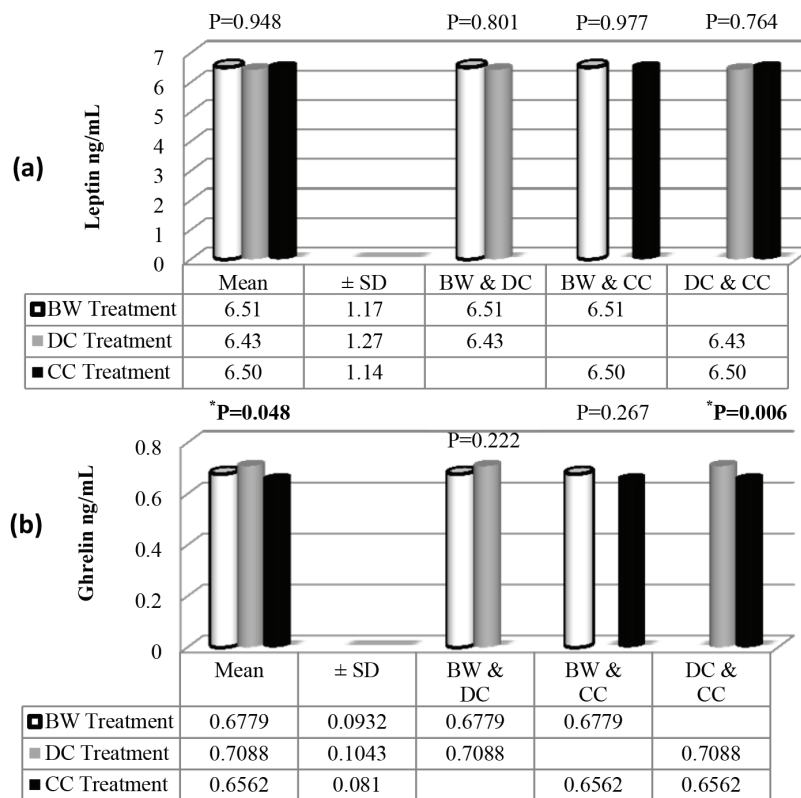 P=0.948 P=0.801 P=0.977 P=0.764
(a)
Leptin ng/mL
7
6
5
4
3
2
1
0
Mean ± SD BW & DC BW & CC DC & CC
BW Treatment 6.51 1.17 6.51 6.51
DC Treatment 6.43 1.27 6.43 6.43
CC Treatment 6.50 1.14 6.50 6.50
*P=0.048 P=0.222 P=0.267 *P=0.006
(b)
Ghrelin ng/mL
0.8
0.6
0.4
0.2
0
Mean ± SD BW & DC BW & CC DC & CC
BW Treatment 0.6779 0.0932 0.6779 0.6779
DC Treatment 0.7088 0.1043 0.7088 0.7088
CC Treatment 0.6562 0.081 0.6562 0.6562